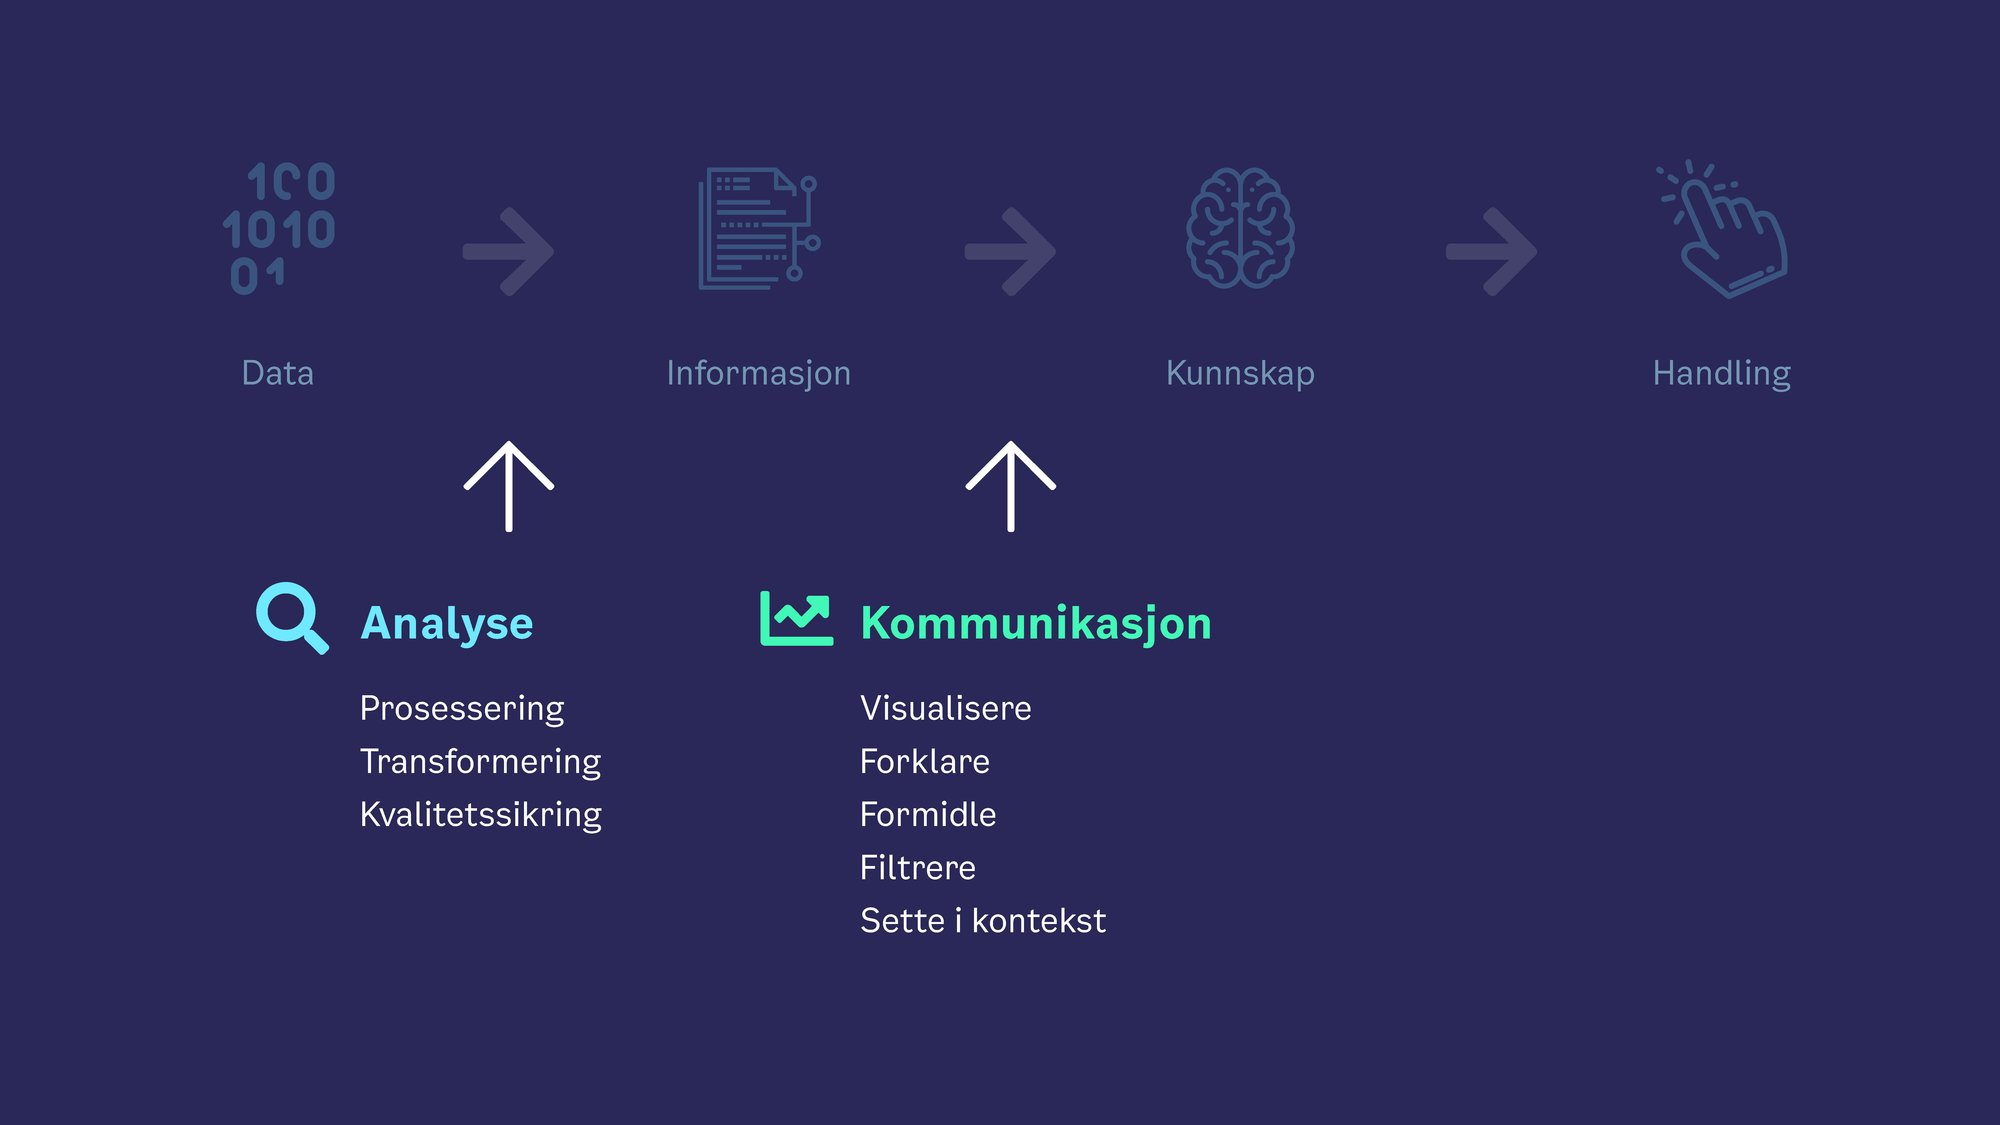 Data
Informasjon
Kunnskap
Handling
Analyse
Prosessering
Transformering
Kvalitetssikring
Kommunikasjon
Visualisere
Forklare
Formidle
Filtrere
Sette i kontekst